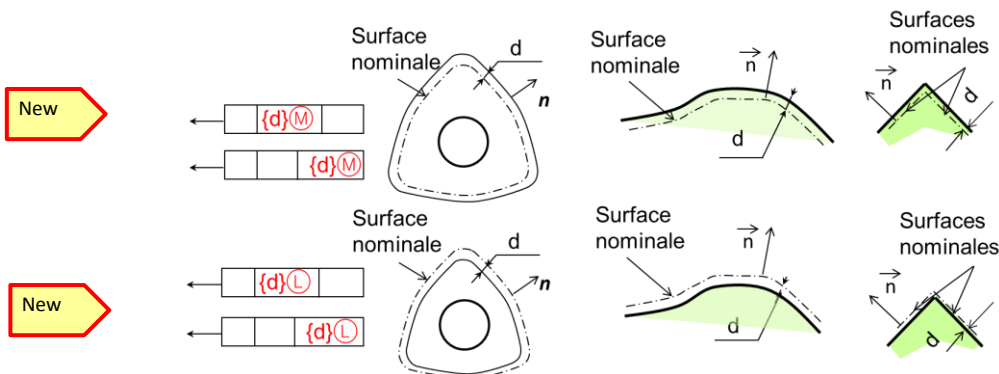 New
{d}Ⓜ
{d}Ⓜ
Surface
nominale
d
n
Surface
nominale
n
d
Surfaces
nominales
n
d
New
{d}Ⓛ
{d}Ⓛ
Surface
nominale
d
n
Surface
nominale
n
d
Surfaces
nominales
n
d